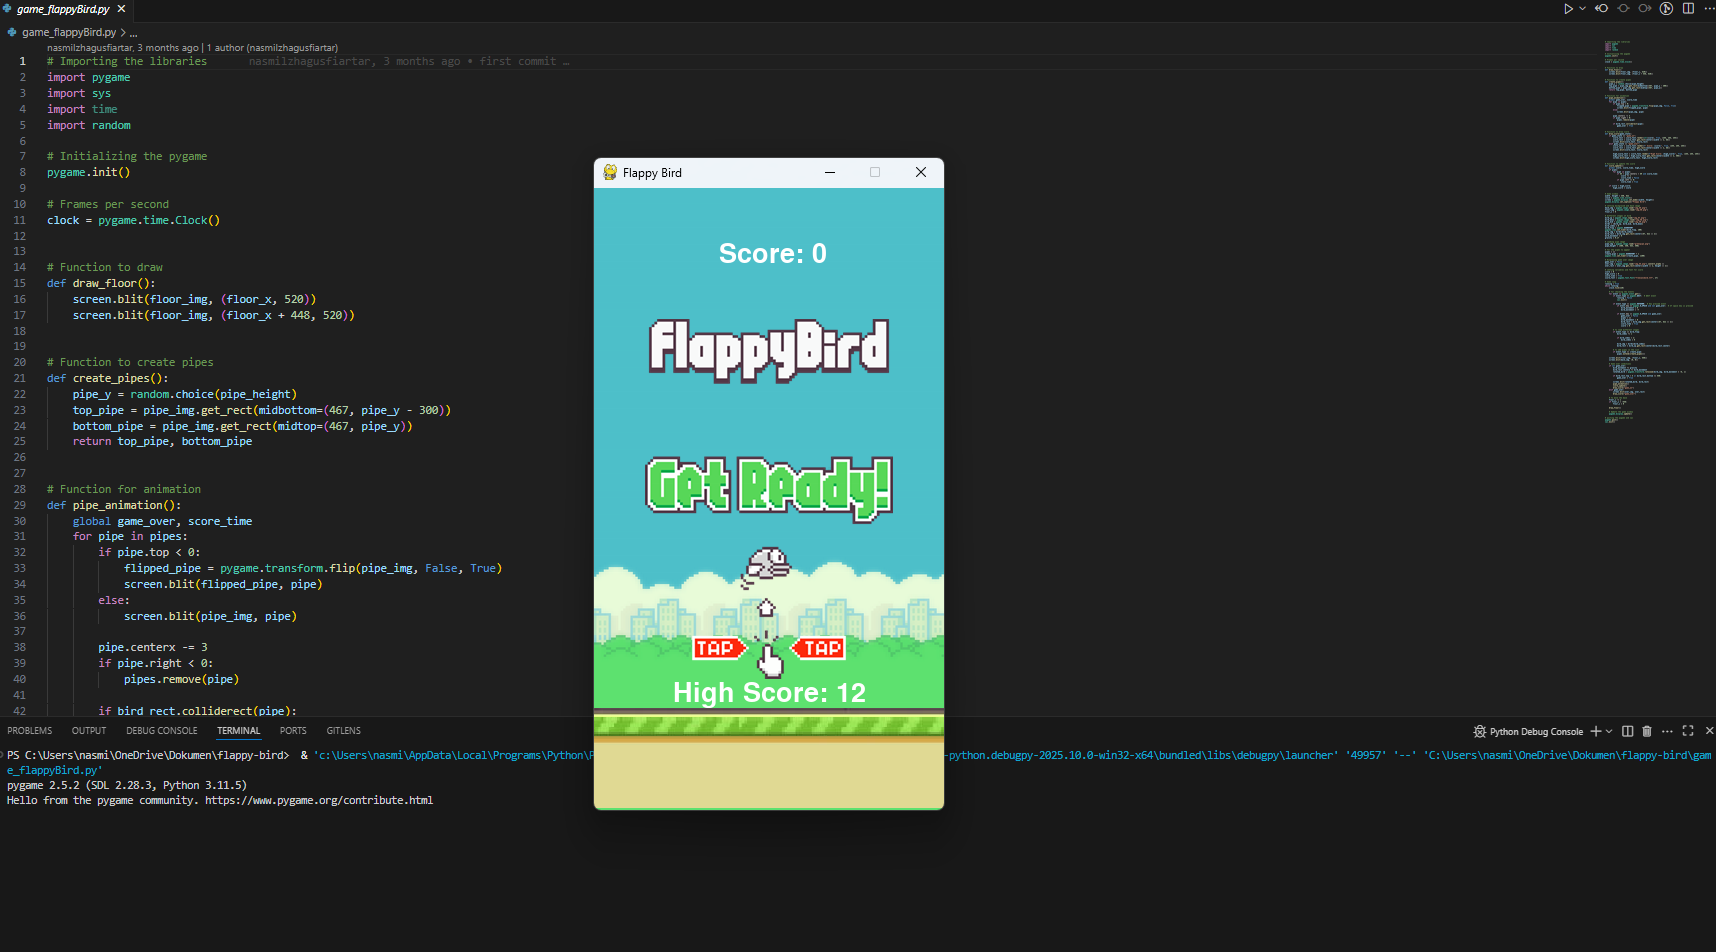 game_flappyBird.py
game_flappyBird.py > ...
nasmilzhagusfiartar, 3 months ago | 1 author (nasmilzhagusfiartar)
1 # Importing the libraries nasmilzhagusfiartar, 3 months ago • first commit …
2 import pygame
3 import sys
4 import time
5 import random
6
7 # Initializing the pygame
8 pygame.init()
9
10 # Frames per second
11 clock = pygame.time.Clock()
12
13
14 # Function to draw
15 def draw_floor():
16     screen.blit(floor_img, (floor_x, 520))
17     screen.blit(floor_img, (floor_x + 448, 520))
18
19
20 # Function to create pipes
21 def create_pipes():
22     pipe_y = random.choice(pipe_height)
23     top_pipe = pipe_img.get_rect(midbottom=(467, pipe_y - 300))
24     bottom_pipe = pipe_img.get_rect(midtop=(467, pipe_y))
25     return top_pipe, bottom_pipe
26
27
28 # Function for animation
29 def pipe_animation():
30     global game_over, score_time
31     for pipe in pipes:
32         if pipe.top < 0:
33             flipped_pipe = pygame.transform.flip(pipe_img, False, True)
34             screen.blit(flipped_pipe, pipe)
35         else:
36             screen.blit(pipe_img, pipe)
37
38         pipe.centerx -= 3
39         if pipe.right < 0:
40             pipes.remove(pipe)
41
42         if bird_rect.colliderect(pipe):
Flappy Bird
Score: 0
FlappyBird
Get Ready!
TAP TAP
High Score: 12
PROBLEMS OUTPUT DEBUG CONSOLE TERMINAL PORTS GITLENS
Python Debug Console
PS C:\Users\nasmi\OneDrive\Dokumen\flappy-bird> & 'c:\Users\nasmi\AppData\Local\Programs\Python\P -python.debugpy-2025.10.0-win32-x64\bundled\libs\debugpy\launcher' '49957' '--' 'C:\Users\nasmi\OneDrive\Dokumen\flappy-bird\gam
e_flappyBird.py'
pygame 2.5.2 (SDL 2.28.3, Python 3.11.5)
Hello from the pygame community. https://www.pygame.org/contribute.html